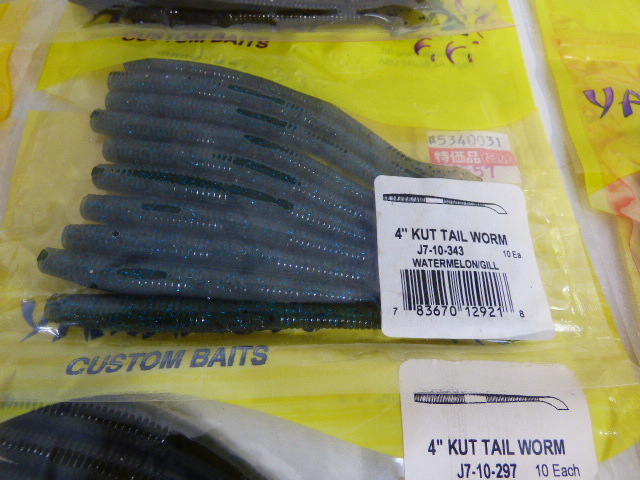 CUSTOM BAITS
#5340031
特価品
4" KUT TAIL WORM
J7-10-343 10 Ea.
WATERMELON/GILL
7 83670 12921 8
CUSTOM BAITS
4" KUT TAIL WORM
J7-10-297 10 Each